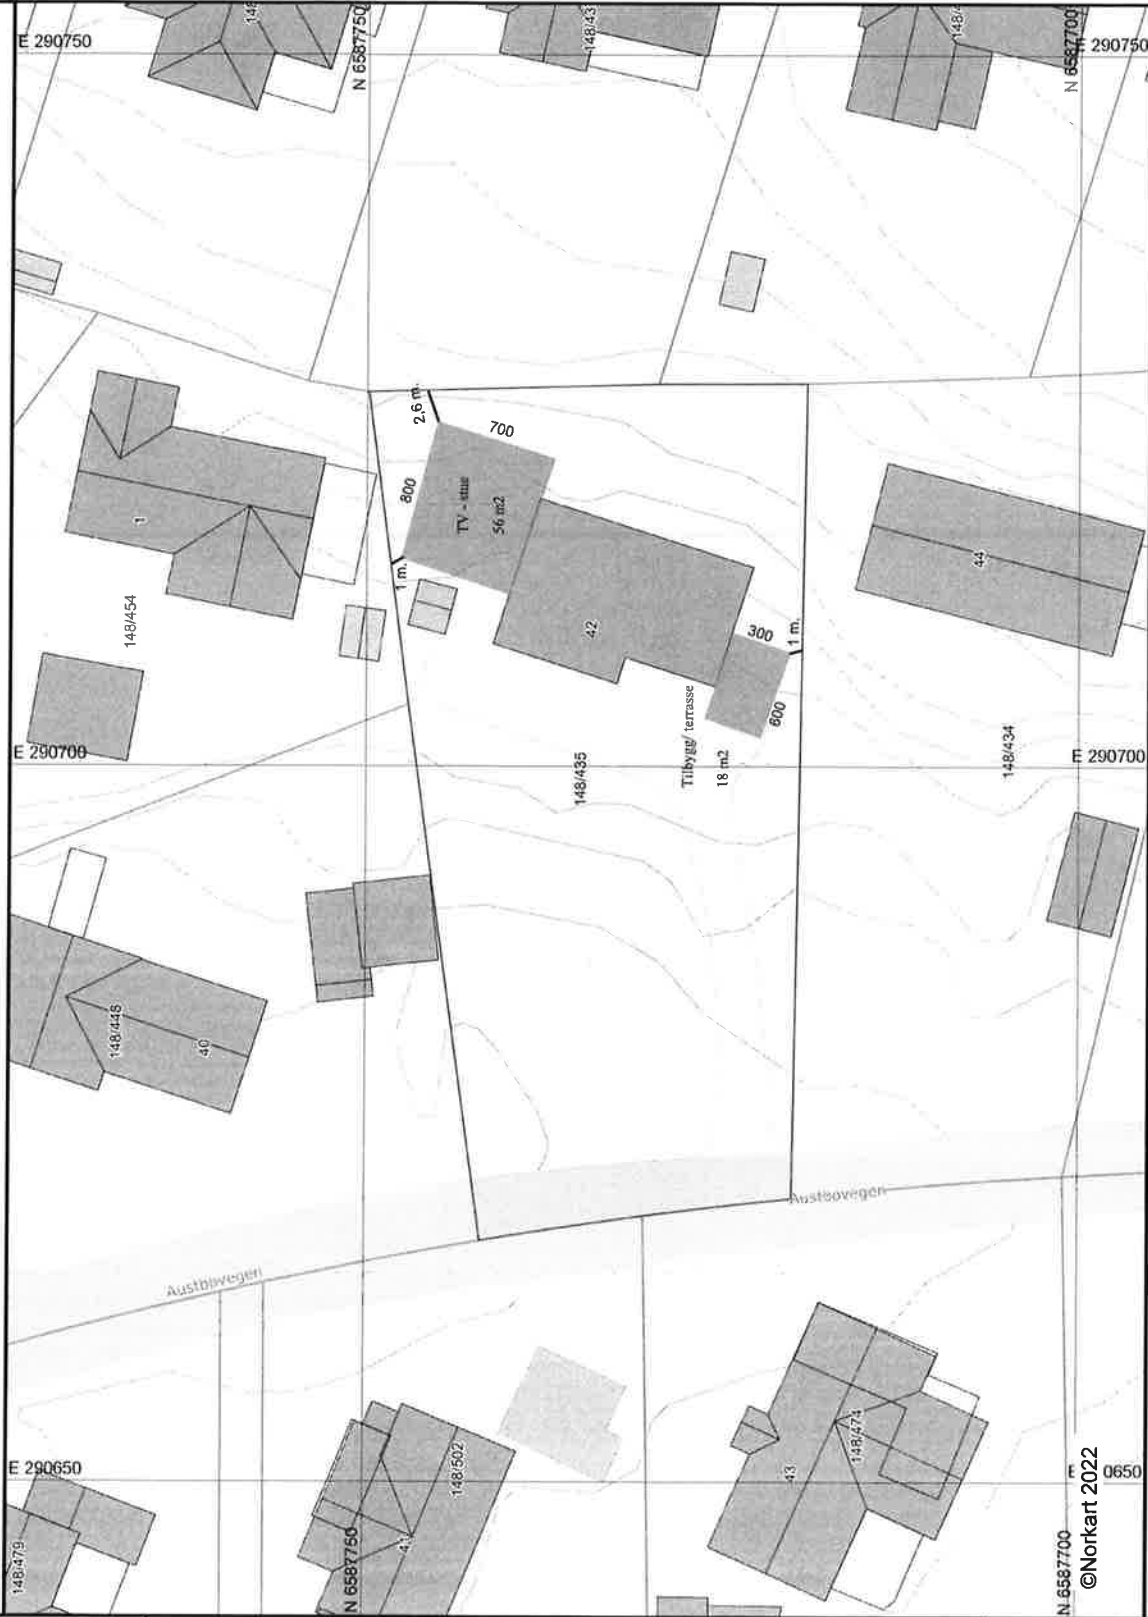 E 290750
N 6587750
148/43
148/4
N 6587700
E 290750
2,6 m.
700
800
TV - stue
56 m2
1 m.
1
148/454
42
300
1 m.
44
600
Tilbygg/ terrasse
18 m2
E 290700
148/435
148/434
E 290700
148/448
40
Austbøvegen
Austbøvegen
E 290650
148/479
N 6587750
41
148/502
43
148/474
E 0650
N 6587700
©Norkart 2022